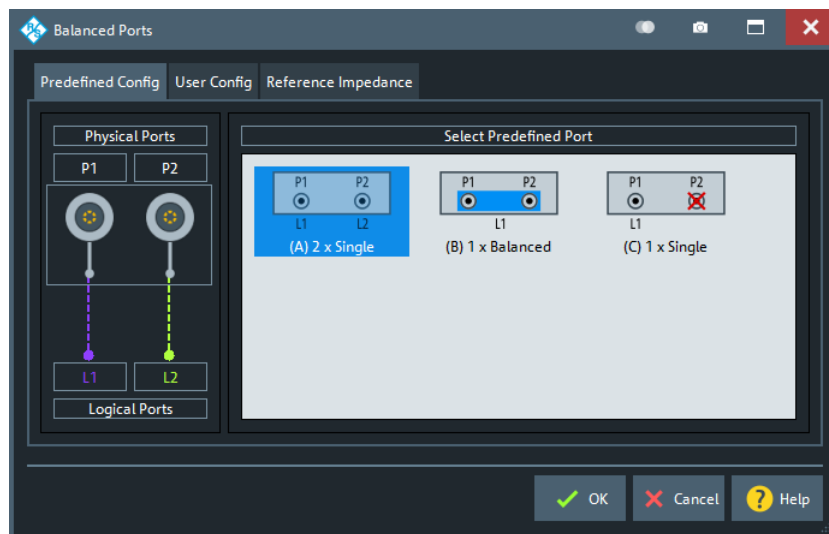 R&S Balanced Ports
Predefined Config User Config Reference Impedance
Physical Ports
P1 P2
L1 L2
Logical Ports
Select Predefined Port
P1 P2
L1 L2
(A) 2 x Single
P1 P2
L1
(B) 1 x Balanced
P1 P2
L1
(C) 1 x Single
OK Cancel ? Help